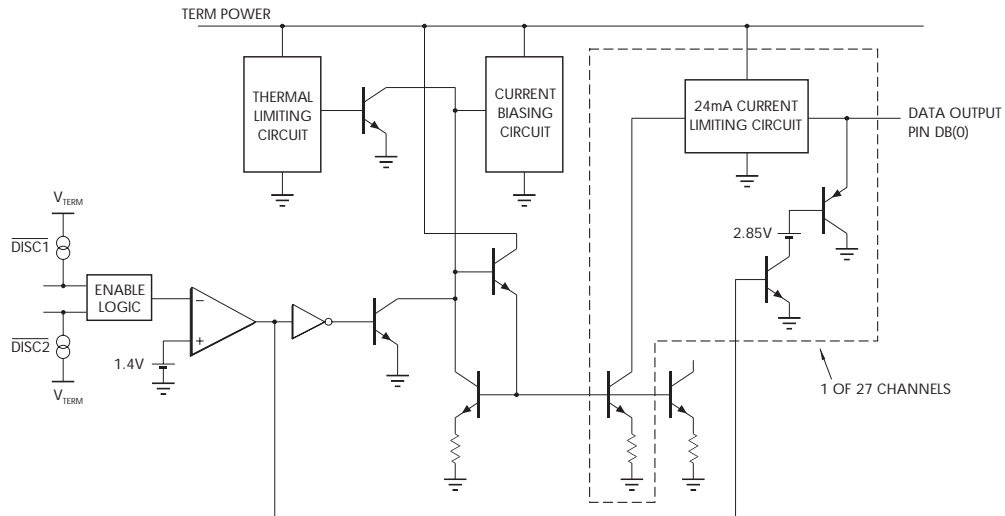 TERM POWER
THERMAL
LIMITING
CIRCUIT
CURRENT
BIASING
CIRCUIT
24mA CURRENT
LIMITING CIRCUIT
DATA OUTPUT
PIN DB(0)
VTERM
DISC1
2.85V
ENABLE
LOGIC
−
+
DISC2
1.4V
VTERM
1 OF 27 CHANNELS